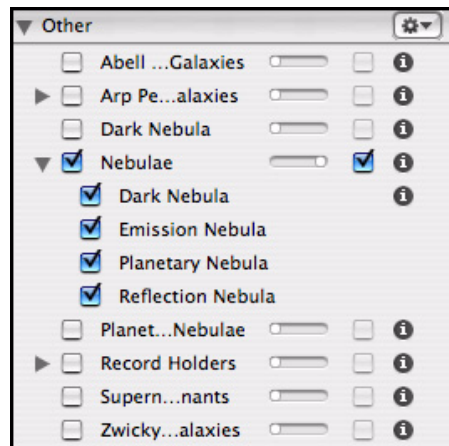 Other
Abell ...Galaxies
Arp Pe...alaxies
Dark Nebula
Nebulae
Dark Nebula
Emission Nebula
Planetary Nebula
Reflection Nebula
Planet...Nebulae
Record Holders
Supern...nants
Zwicky...alaxies